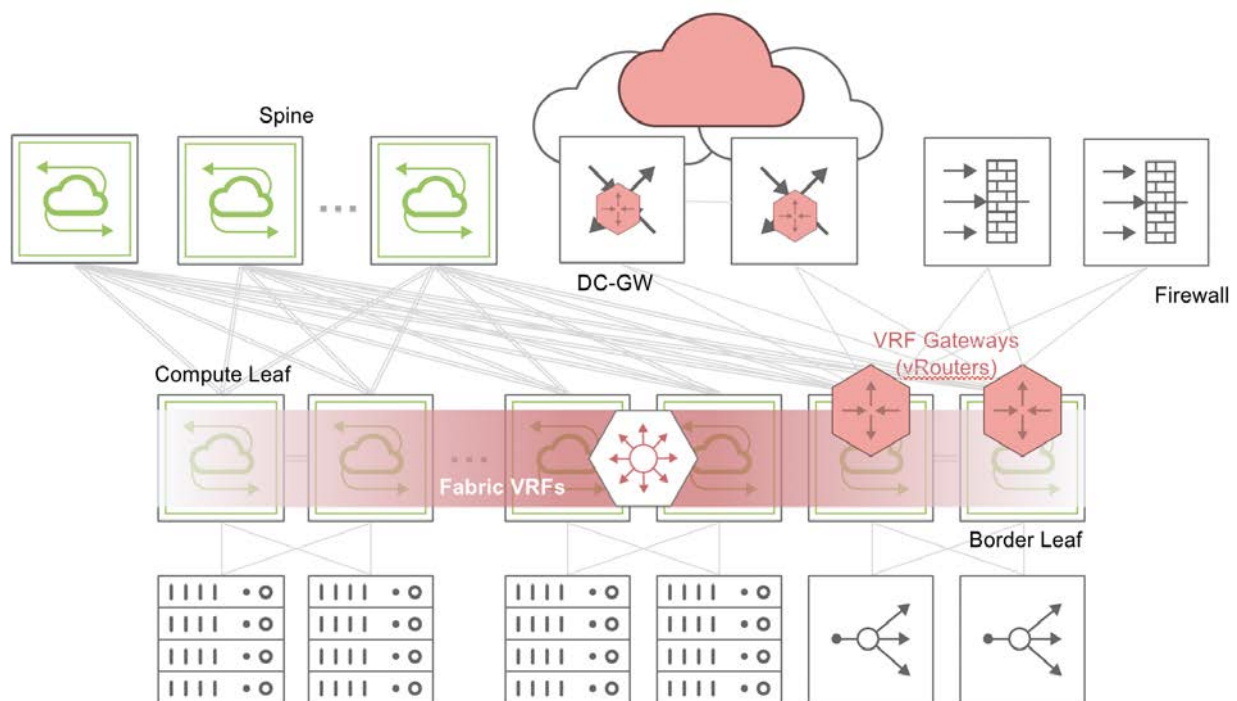 Spine
DC-GW
Firewall
VRF Gateways
(vRouters)
Compute Leaf
Fabric VRFs
Border Leaf